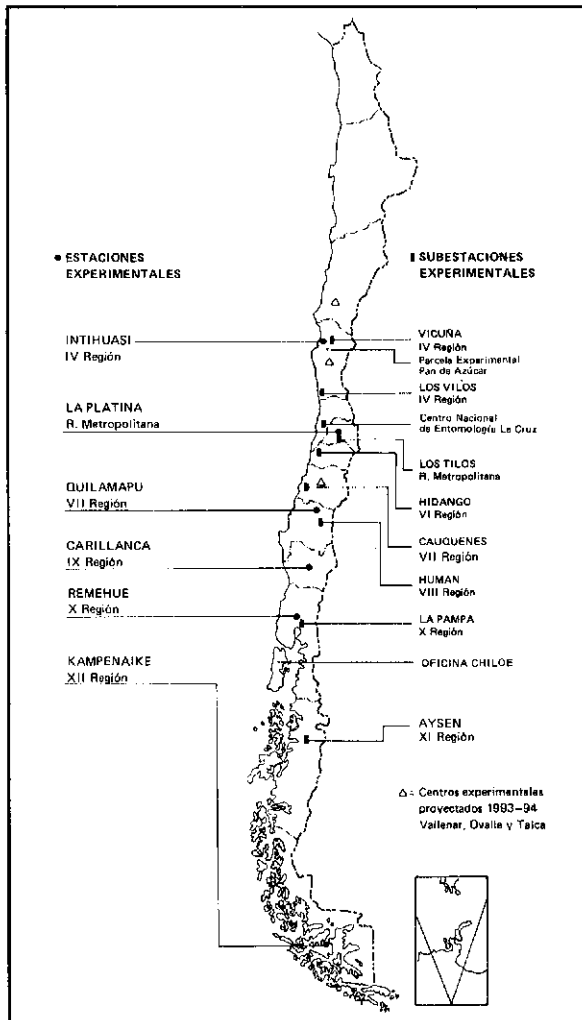 • ESTACIONES
EXPERIMENTALES
INTIHUASI
IV Región
LA PLATINA
R. Metropolitana
QUILAMAPU
VII Región
CARILLANCA
IX Región
REMEHUE
X Región
KAMPENAIKE
XII Región
▮ SUBESTACIONES
EXPERIMENTALES
VICUÑA
IV Región
Parcela Experimental
Pan de Azúcar
LOS VILOS
IV Región
Centro Nacional
de Entomología La Cruz
LOS TILOS
R. Metropolitana
HIDANGO
VI Región
CAUQUENES
VII Región
HUMAN
VIII Región
LA PAMPA
X Región
OFICINA CHILOE
AYSEN
XI Región
△ = Centros experimentales
proyectados 1993–94
Vallenar, Ovalle y Talca